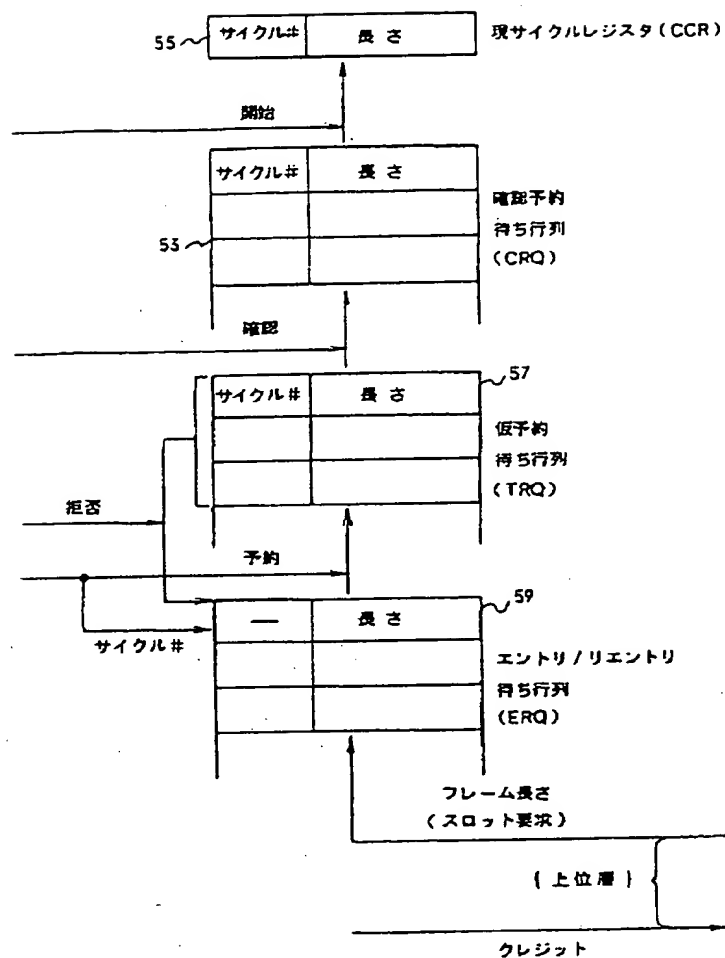 55
サイクル#
長さ
現サイクルレジスタ(CCR)
開始
サイクル#
長さ
確認予約
待ち行列
(CRQ)
53
確認
57
サイクル#
長さ
仮予約
待ち行列
(TRQ)
拒否
予約
59
—
長さ
サイクル#
エントリ/リエントリ
待ち行列
(ERQ)
フレーム長さ
(スロット要求)
{上位層}
クレジット